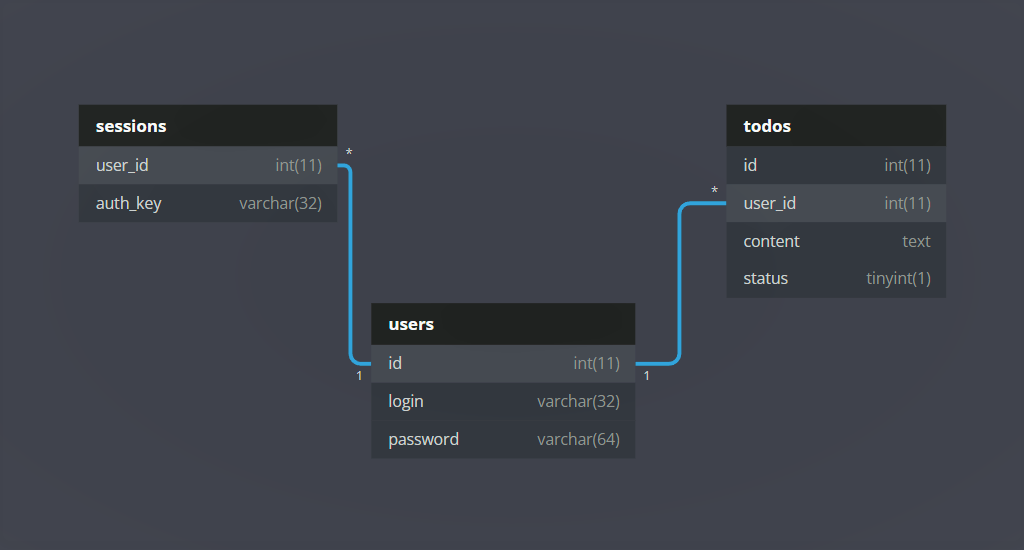 sessions
user_id int(11)
auth_key varchar(32)
*
1
users
id int(11)
login varchar(32)
password varchar(64)
1
*
todos
id int(11)
user_id int(11)
content text
status tinyint(1)